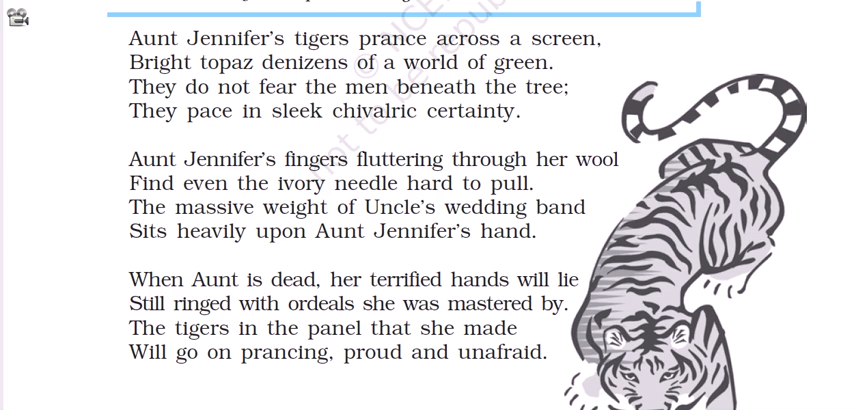 Aunt Jennifer's tigers prance across a screen,
Bright topaz denizens of a world of green.
They do not fear the men beneath the tree;
They pace in sleek chivalric certainty.
Aunt Jennifer's fingers fluttering through her wool
Find even the ivory needle hard to pull.
The massive weight of Uncle's wedding band
Sits heavily upon Aunt Jennifer's hand.
When Aunt is dead, her terrified hands will lie
Still ringed with ordeals she was mastered by.
The tigers in the panel that she made
Will go on prancing, proud and unafraid.